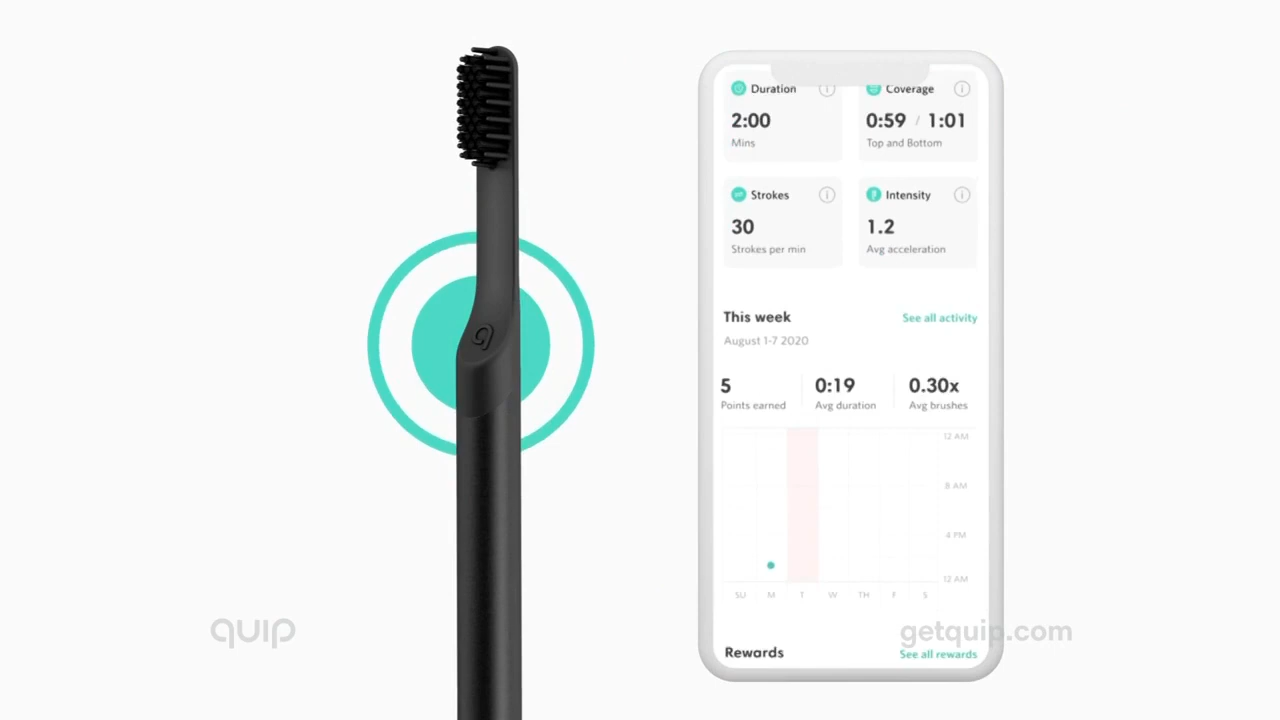 Duration
Coverage
2:00
0:59 / 1:01
Mins
Top and Bottom
Strokes
Intensity
30
1.2
Strokes per min
Avg acceleration
This week
See all activity
August 1-7 2020
5
0:19
0.30x
Points earned
Avg duration
Avg brushes
12 AM
8 AM
4 PM
12 AM
SU M T W TH F S
Rewards
See all rewards
quip
getquip.com